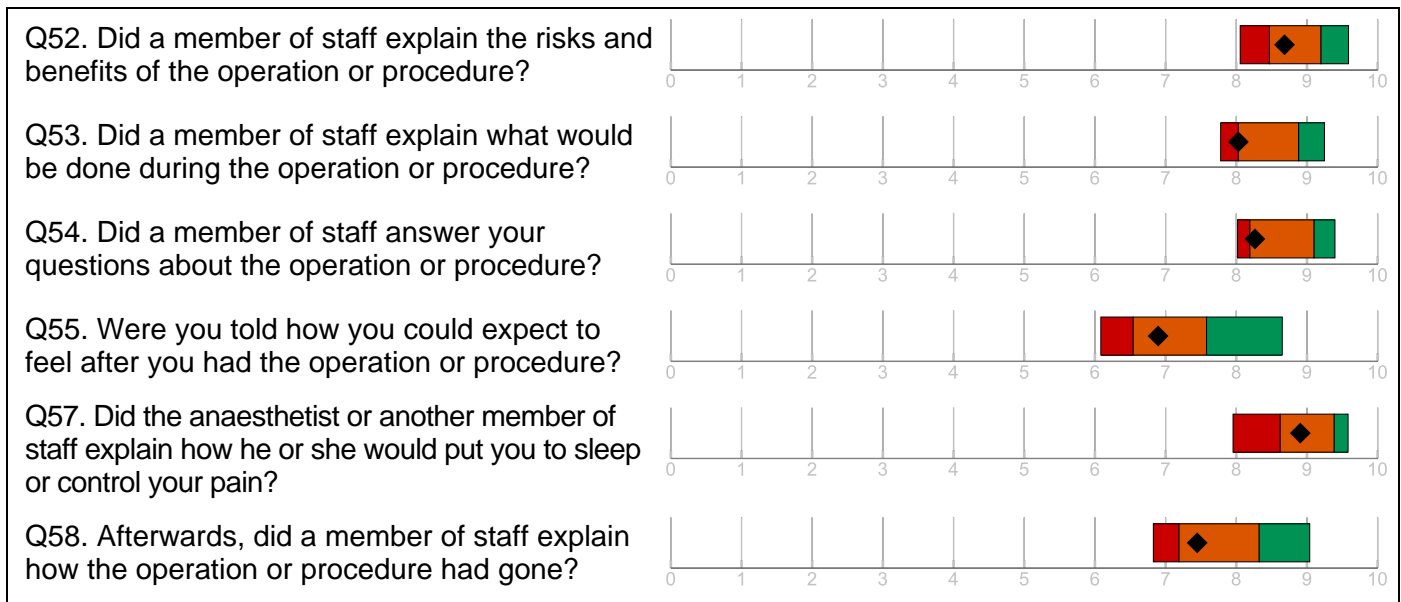 Q52. Did a member of staff explain the risks and
benefits of the operation or procedure?
0 1 2 3 4 5 6 7 8 9 10
Q53. Did a member of staff explain what would
be done during the operation or procedure?
0 1 2 3 4 5 6 7 8 9 10
Q54. Did a member of staff answer your
questions about the operation or procedure?
0 1 2 3 4 5 6 7 8 9 10
Q55. Were you told how you could expect to
feel after you had the operation or procedure?
0 1 2 3 4 5 6 7 8 9 10
Q57. Did the anaesthetist or another member of
staff explain how he or she would put you to sleep
or control your pain?
0 1 2 3 4 5 6 7 8 9 10
Q58. Afterwards, did a member of staff explain
how the operation or procedure had gone?
0 1 2 3 4 5 6 7 8 9 10